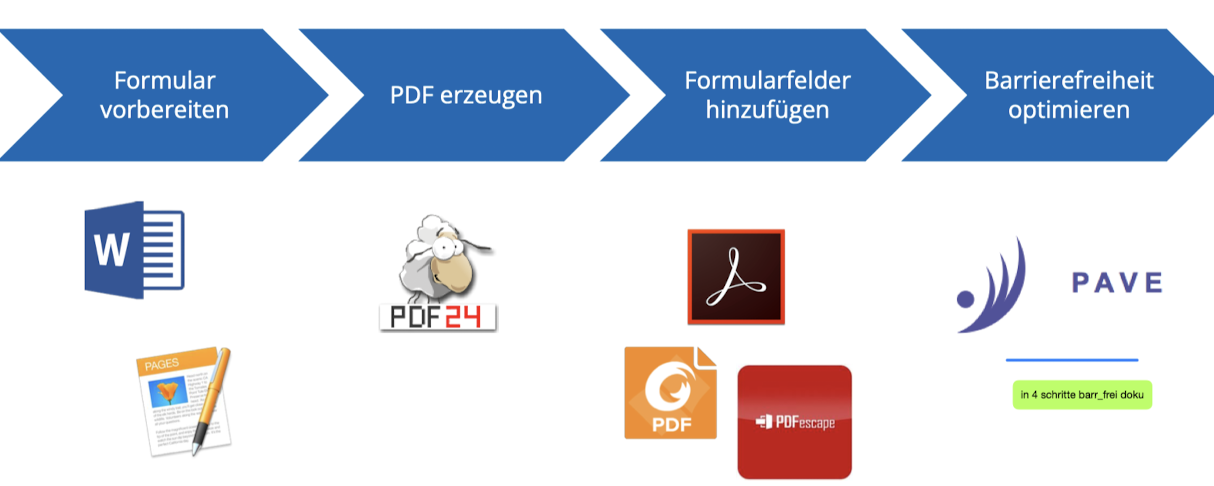 Formular
vorbereiten
PDF erzeugen
Formularfelder
hinzufügen
Barrierefreiheit
optimieren
W
PDF24
PAVE
PAGES
PDF
PDFescape
in 4 schritte barr_frei doku